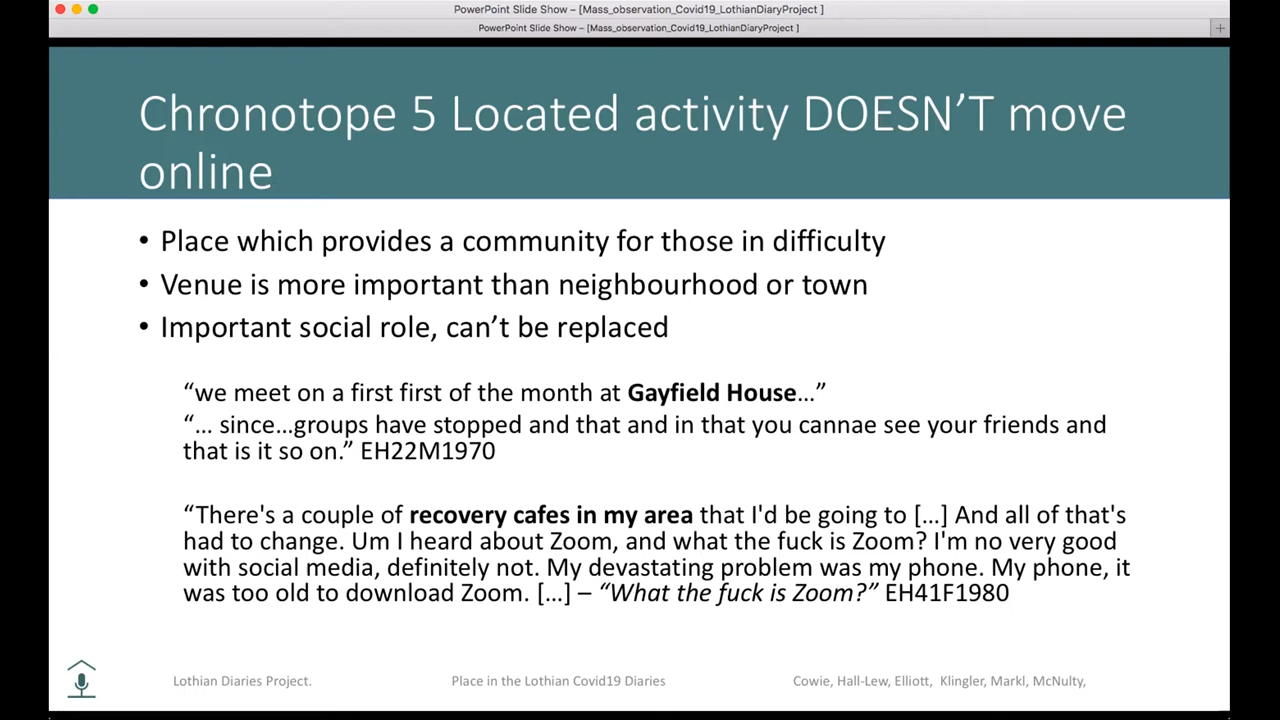 PowerPoint Slide Show – [Mass_observation_Covid19_LothianDiaryProject ]
PowerPoint Slide Show – [Mass_observation_Covid19_LothianDiaryProject ]
Chronotope 5 Located activity DOESN’T move
online
• Place which provides a community for those in difficulty
• Venue is more important than neighbourhood or town
• Important social role, can’t be replaced
“we meet on a first first of the month at Gayfield House…”
“… since…groups have stopped and that and in that you cannae see your friends and
that is it so on.” EH22M1970
“There's a couple of recovery cafes in my area that I'd be going to […] And all of that's
had to change. Um I heard about Zoom, and what the fuck is Zoom? I'm no very good
with social media, definitely not. My devastating problem was my phone. My phone, it
was too old to download Zoom. […] – “What the fuck is Zoom?” EH41F1980
Lothian Diaries Project.
Place in the Lothian Covid19 Diaries
Cowie, Hall-Lew, Elliott, Klingler, Markl, McNulty,